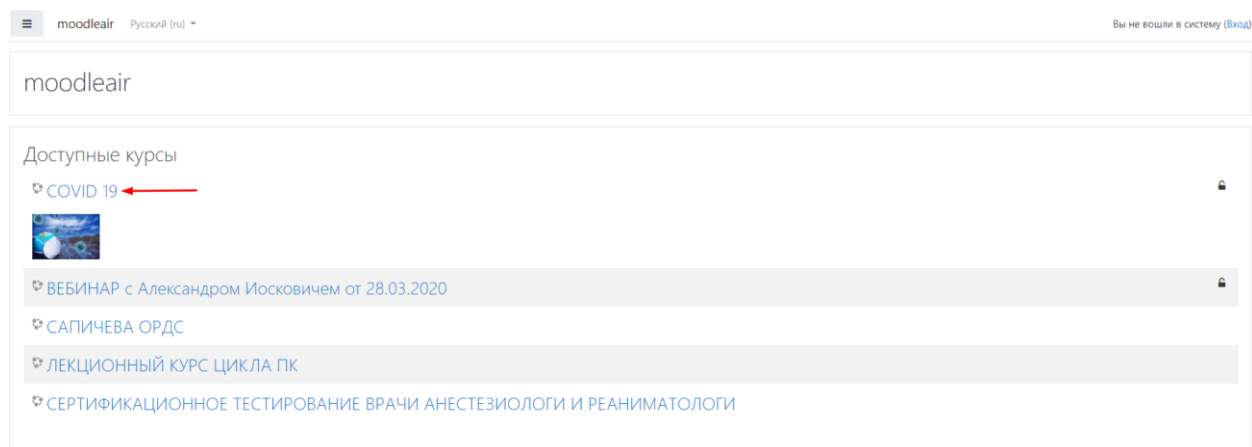 moodleair Русский (ru) Вы не вошли в систему (Вход)
moodleair
Доступные курсы
COVID 19
ВЕБИНАР с Александром Иосковичем от 28.03.2020
САПИЧЕВА ОРДС
ЛЕКЦИОННЫЙ КУРС ЦИКЛА ПК
СЕРТИФИКАЦИОННОЕ ТЕСТИРОВАНИЕ ВРАЧИ АНЕСТЕЗИОЛОГИ И РЕАНИМАТОЛОГИ